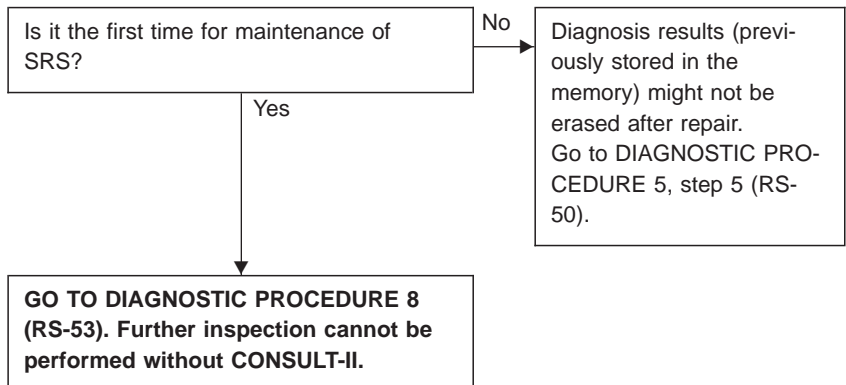 Is it the first time for maintenance of
SRS?
No
Diagnosis results (previ-
ously stored in the
memory) might not be
erased after repair.
Go to DIAGNOSTIC PRO-
CEDURE 5, step 5 (RS-
50).
Yes
GO TO DIAGNOSTIC PROCEDURE 8
(RS-53). Further inspection cannot be
performed without CONSULT-II.